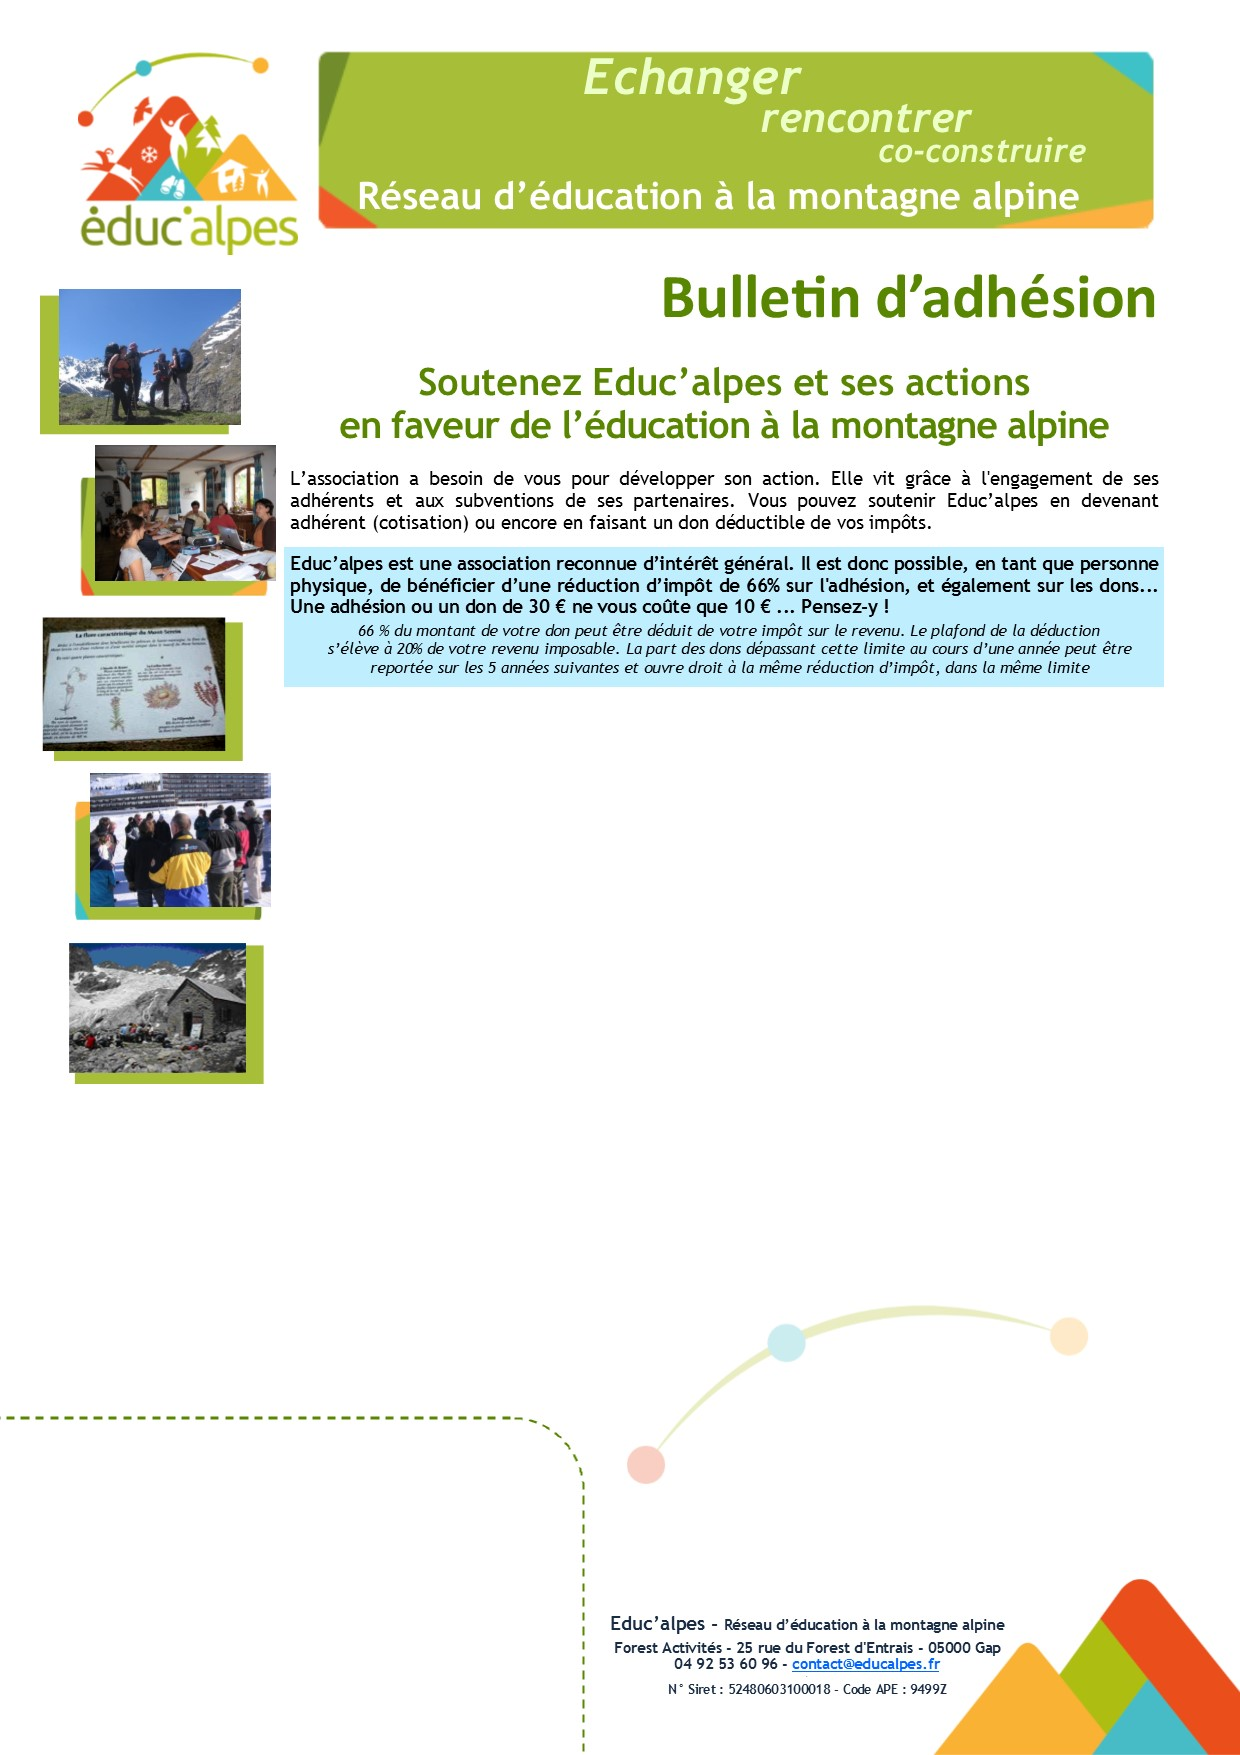 Echanger
rencontrer
co-construire
Réseau d’éducation à la montagne alpine
éduc'alpes
Bulletin d’adhésion
Soutenez Educ’alpes et ses actions
en faveur de l’éducation à la montagne alpine
L’association a besoin de vous pour développer son action. Elle vit grâce à l'engagement de ses
adhérents et aux subventions de ses partenaires. Vous pouvez soutenir Educ’alpes en devenant
adhérent (cotisation) ou encore en faisant un don déductible de vos impôts.
Educ’alpes est une association reconnue d’intérêt général. Il est donc possible, en tant que personne
physique, de bénéficier d’une réduction d’impôt de 66% sur l'adhésion, et également sur les dons...
Une adhésion ou un don de 30 € ne vous coûte que 10 € ... Pensez-y !
66 % du montant de votre don peut être déduit de votre impôt sur le revenu. Le plafond de la déduction
s’élève à 20% de votre revenu imposable. La part des dons dépassant cette limite au cours d’une année peut être
reportée sur les 5 années suivantes et ouvre droit à la même réduction d’impôt, dans la même limite
La flore caractéristique du Mont Seirin
Educ’alpes - Réseau d’éducation à la montagne alpine
Forest Activités - 25 rue du Forest d'Entrais - 05000 Gap
04 92 53 60 96 - contact@educalpes.fr
N° Siret : 52480603100018 – Code APE : 9499Z